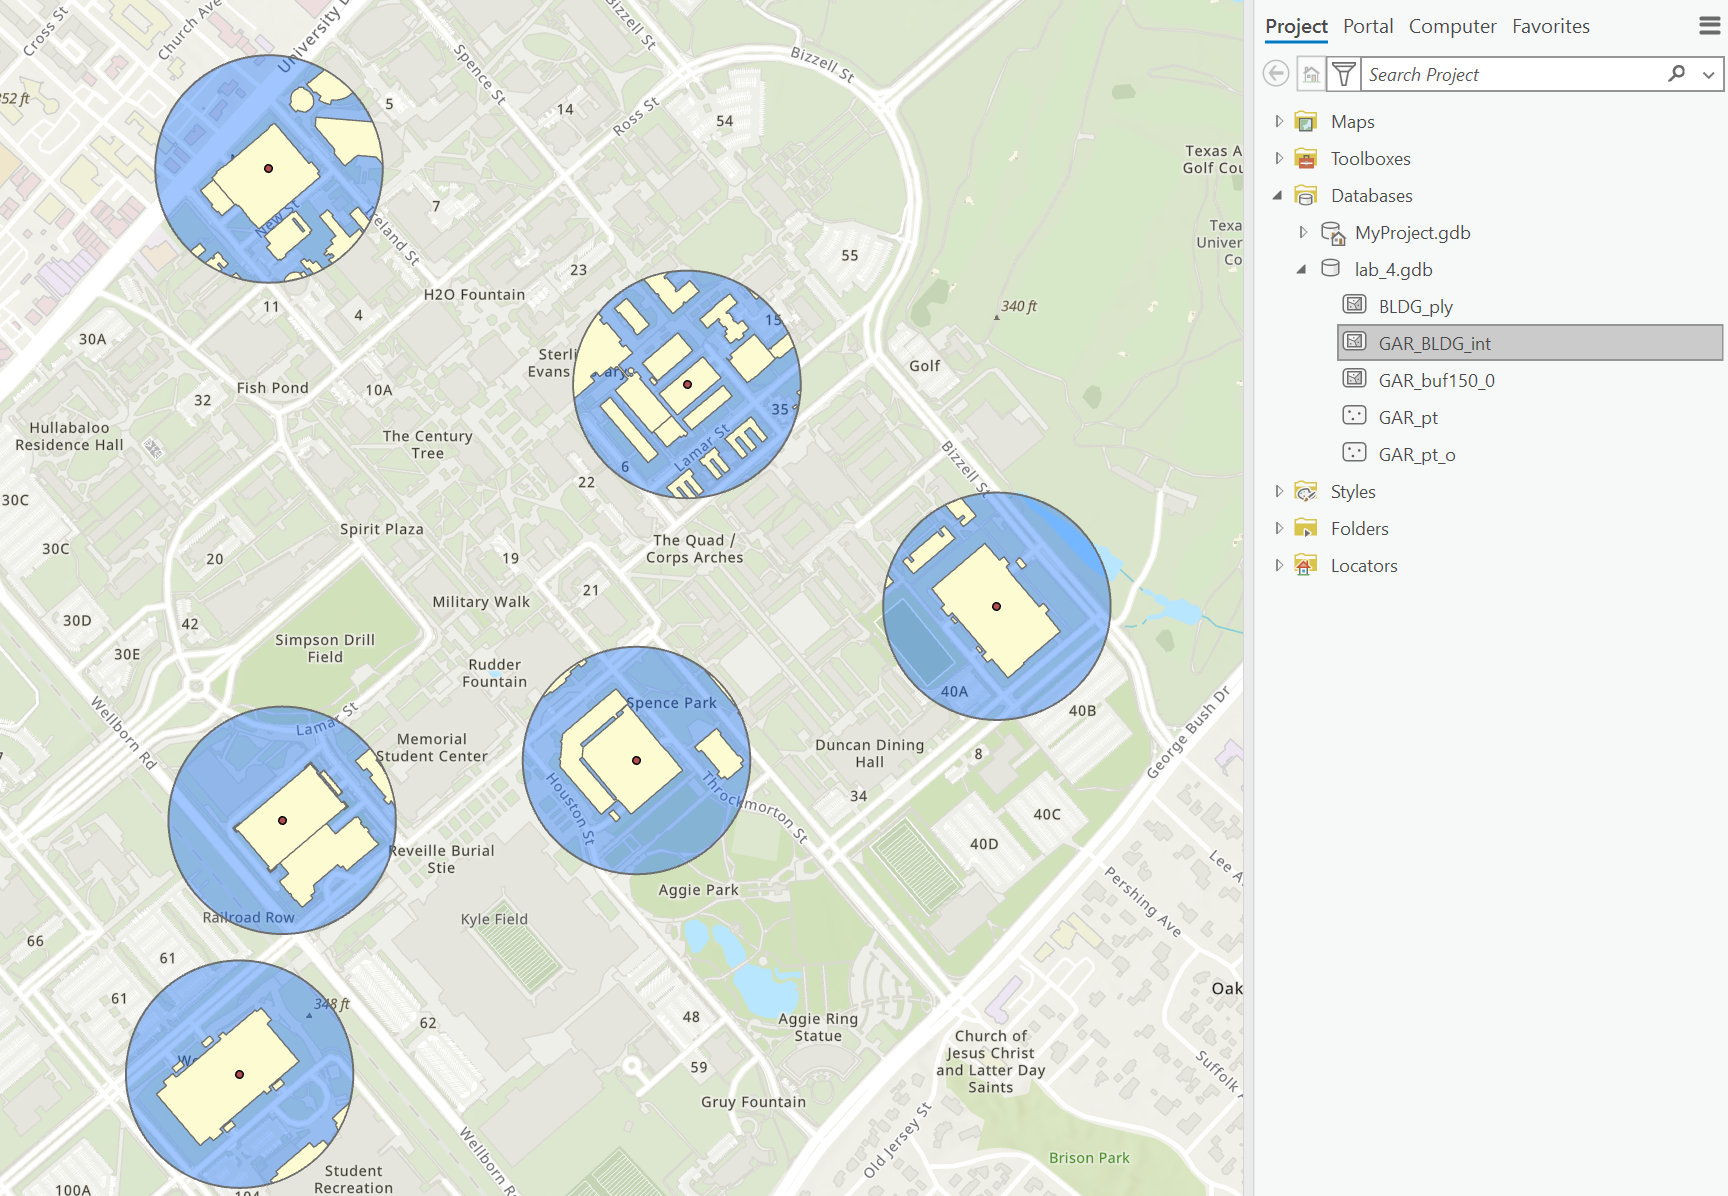 Cross St
Church Ave
University D
Bizzell St
Spence St
Bizzell St
352 ft
5
14
Ross St
54
Texas A
Golf Cou
7
New St
Ireland St
Texa
Univer
Co
55
23
H2O Fountain
11
4
340 ft
30A
15
Sterli
Evans
ary
Golf
Fish Pond
10A
32
35
Hullabaloo
Residence Hall
The Century
Tree
Lamar St
6
22
Bizzell St
30C
Spirit Plaza
30C
20
19
The Quad /
Corps Arches
21
Military Walk
30D
42
Simpson Drill
Field
30E
Rudder
Fountain
40A
Spence Park
40B
Wellborn Rd
Lamar St
Memorial
Student Center
Duncan Dining
Hall
8
George Bush Dr
34
Houston St
Throckmorton St
40C
40D
Reveille Burial
Stie
Lee A
Aggie Park
Pershing Ave
Railroad Row
Kyle Field
66
61
61
348 ft
Oak
62
48
Aggie Ring
Statue
Church of
Jesus Christ
and Latter Day
Saints
We
59
Suffolk A
Gruy Fountain
Old Jersey St
Wellborn R
Brison Park
Student
Recreation
100A
104
Project Portal Computer Favorites
Search Project
Maps
Toolboxes
Databases
MyProject.gdb
lab_4.gdb
BLDG_ply
GAR_BLDG_int
GAR_buf150_0
GAR_pt
GAR_pt_o
Styles
Folders
Locators